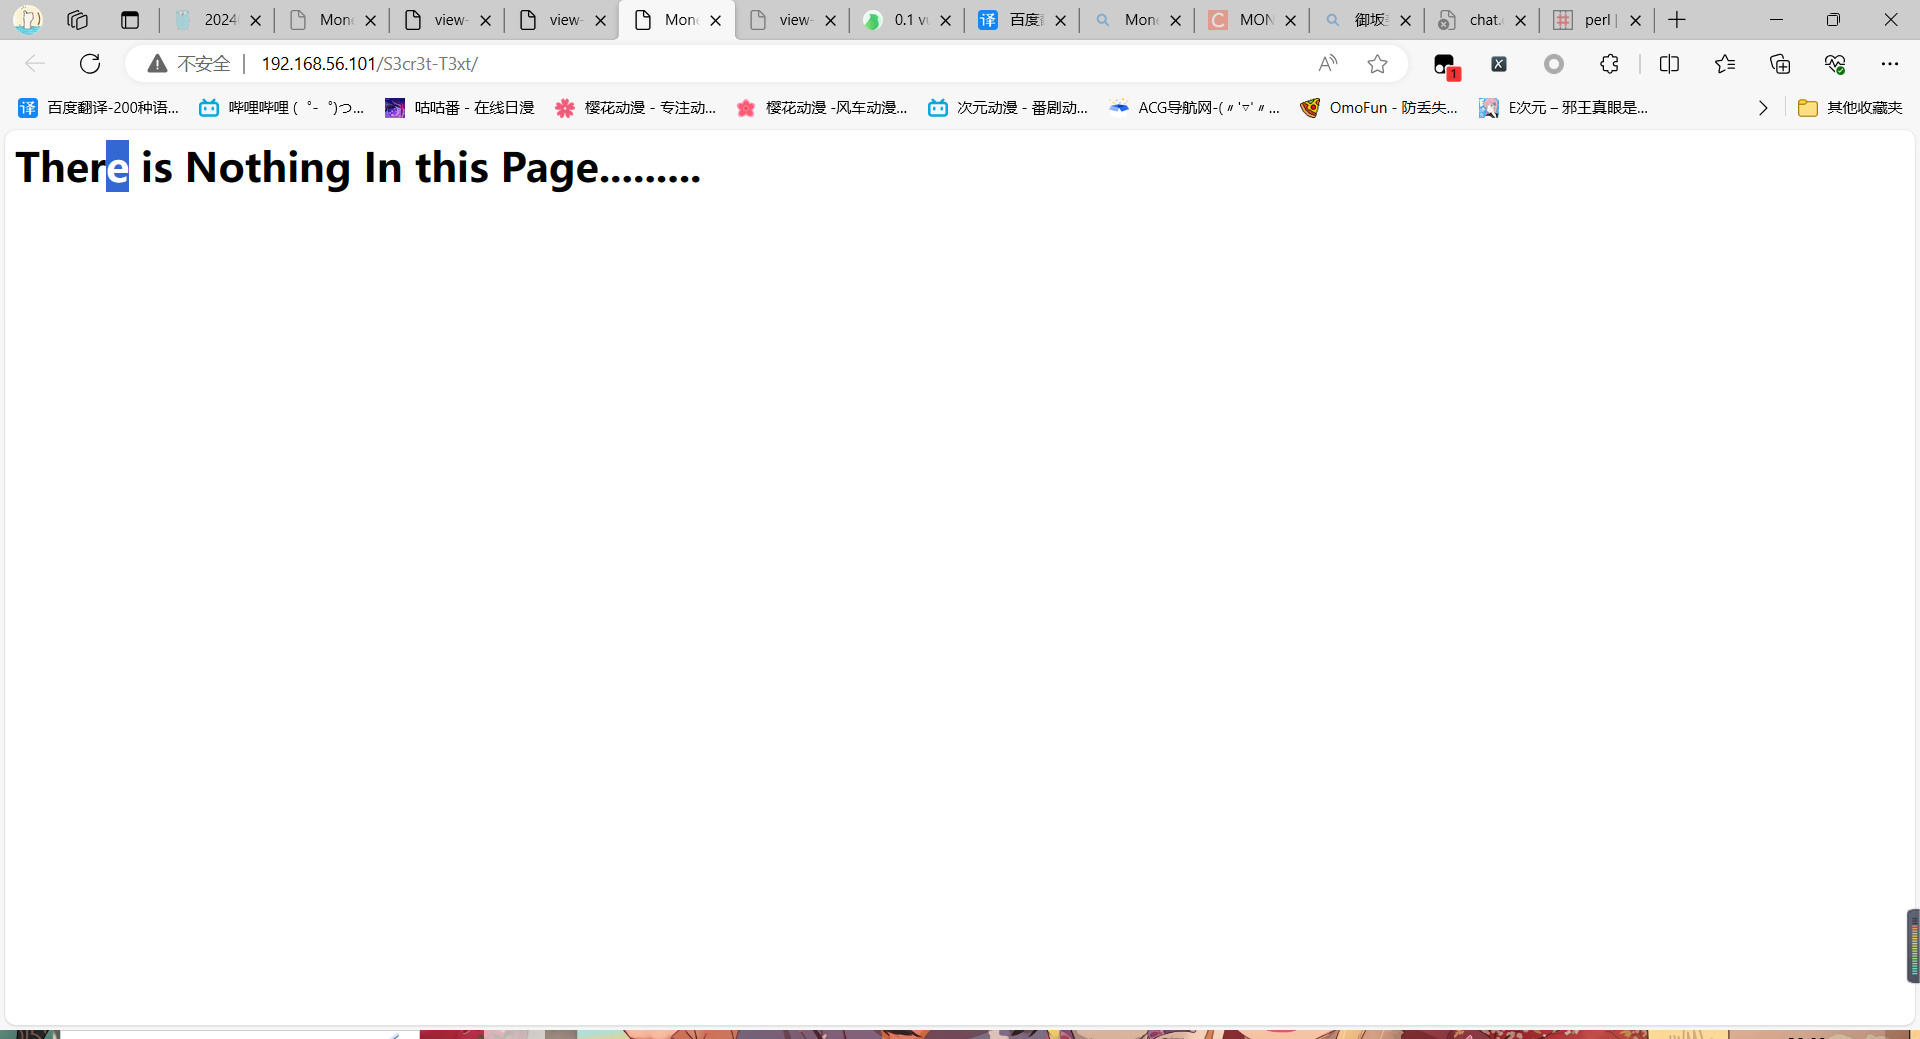 2024 Mon view- view- Mon view- 0.1 vu 百度 Mon MON 御坂 chat. perl |
不安全 192.168.56.101/S3cr3t-T3xt/ 1
百度翻译-200种语... 哔哩哔哩 ( ゜- ゜)つ... 咕咕番 - 在线日漫 樱花动漫 - 专注动... 樱花动漫 -风车动漫... 次元动漫 - 番剧动... ACG导航网-(〃'▽'〃... OmoFun - 防丢失... E次元 – 邪王真眼是... 其他收藏夹
There is Nothing In this Page.........